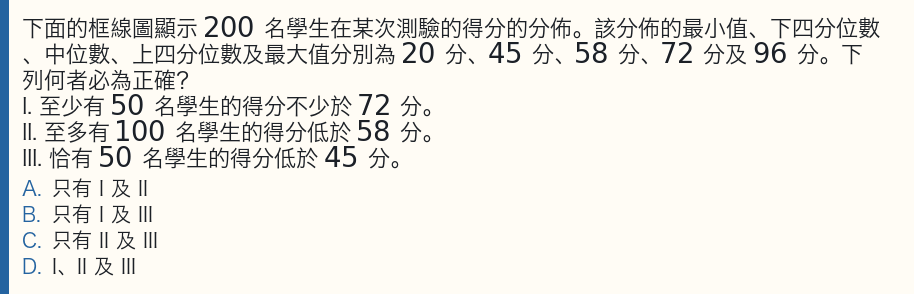 下面的框線圖顯示 200 名學生在某次測驗的得分的分佈。該分佈的最小值、下四分位數
、中位數、上四分位數及最大值分別為 20 分、45 分、58 分、72 分及 96 分。下
列何者必為正確?
I. 至少有 50 名學生的得分不少於 72 分。
II. 至多有 100 名學生的得分低於 58 分。
III. 恰有 50 名學生的得分低於 45 分。
A. 只有 I 及 II
B. 只有 I 及 III
C. 只有 II 及 III
D. I、II 及 III